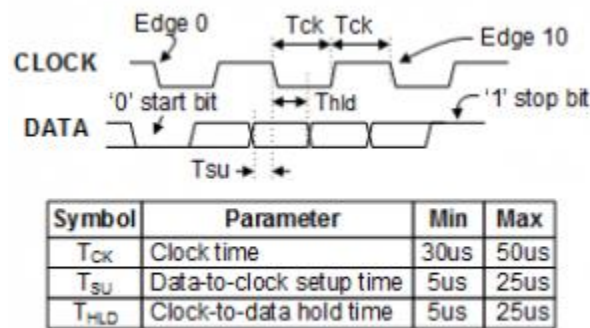 Edge 0
Tck Tck
Edge 10
CLOCK
'0' start bit
Thld
'1' stop bit
DATA
Tsu
Symbol Parameter Min Max
TCK Clock time 30us 50us
TSU Data-to-clock setup time 5us 25us
THLD Clock-to-data hold time 5us 25us